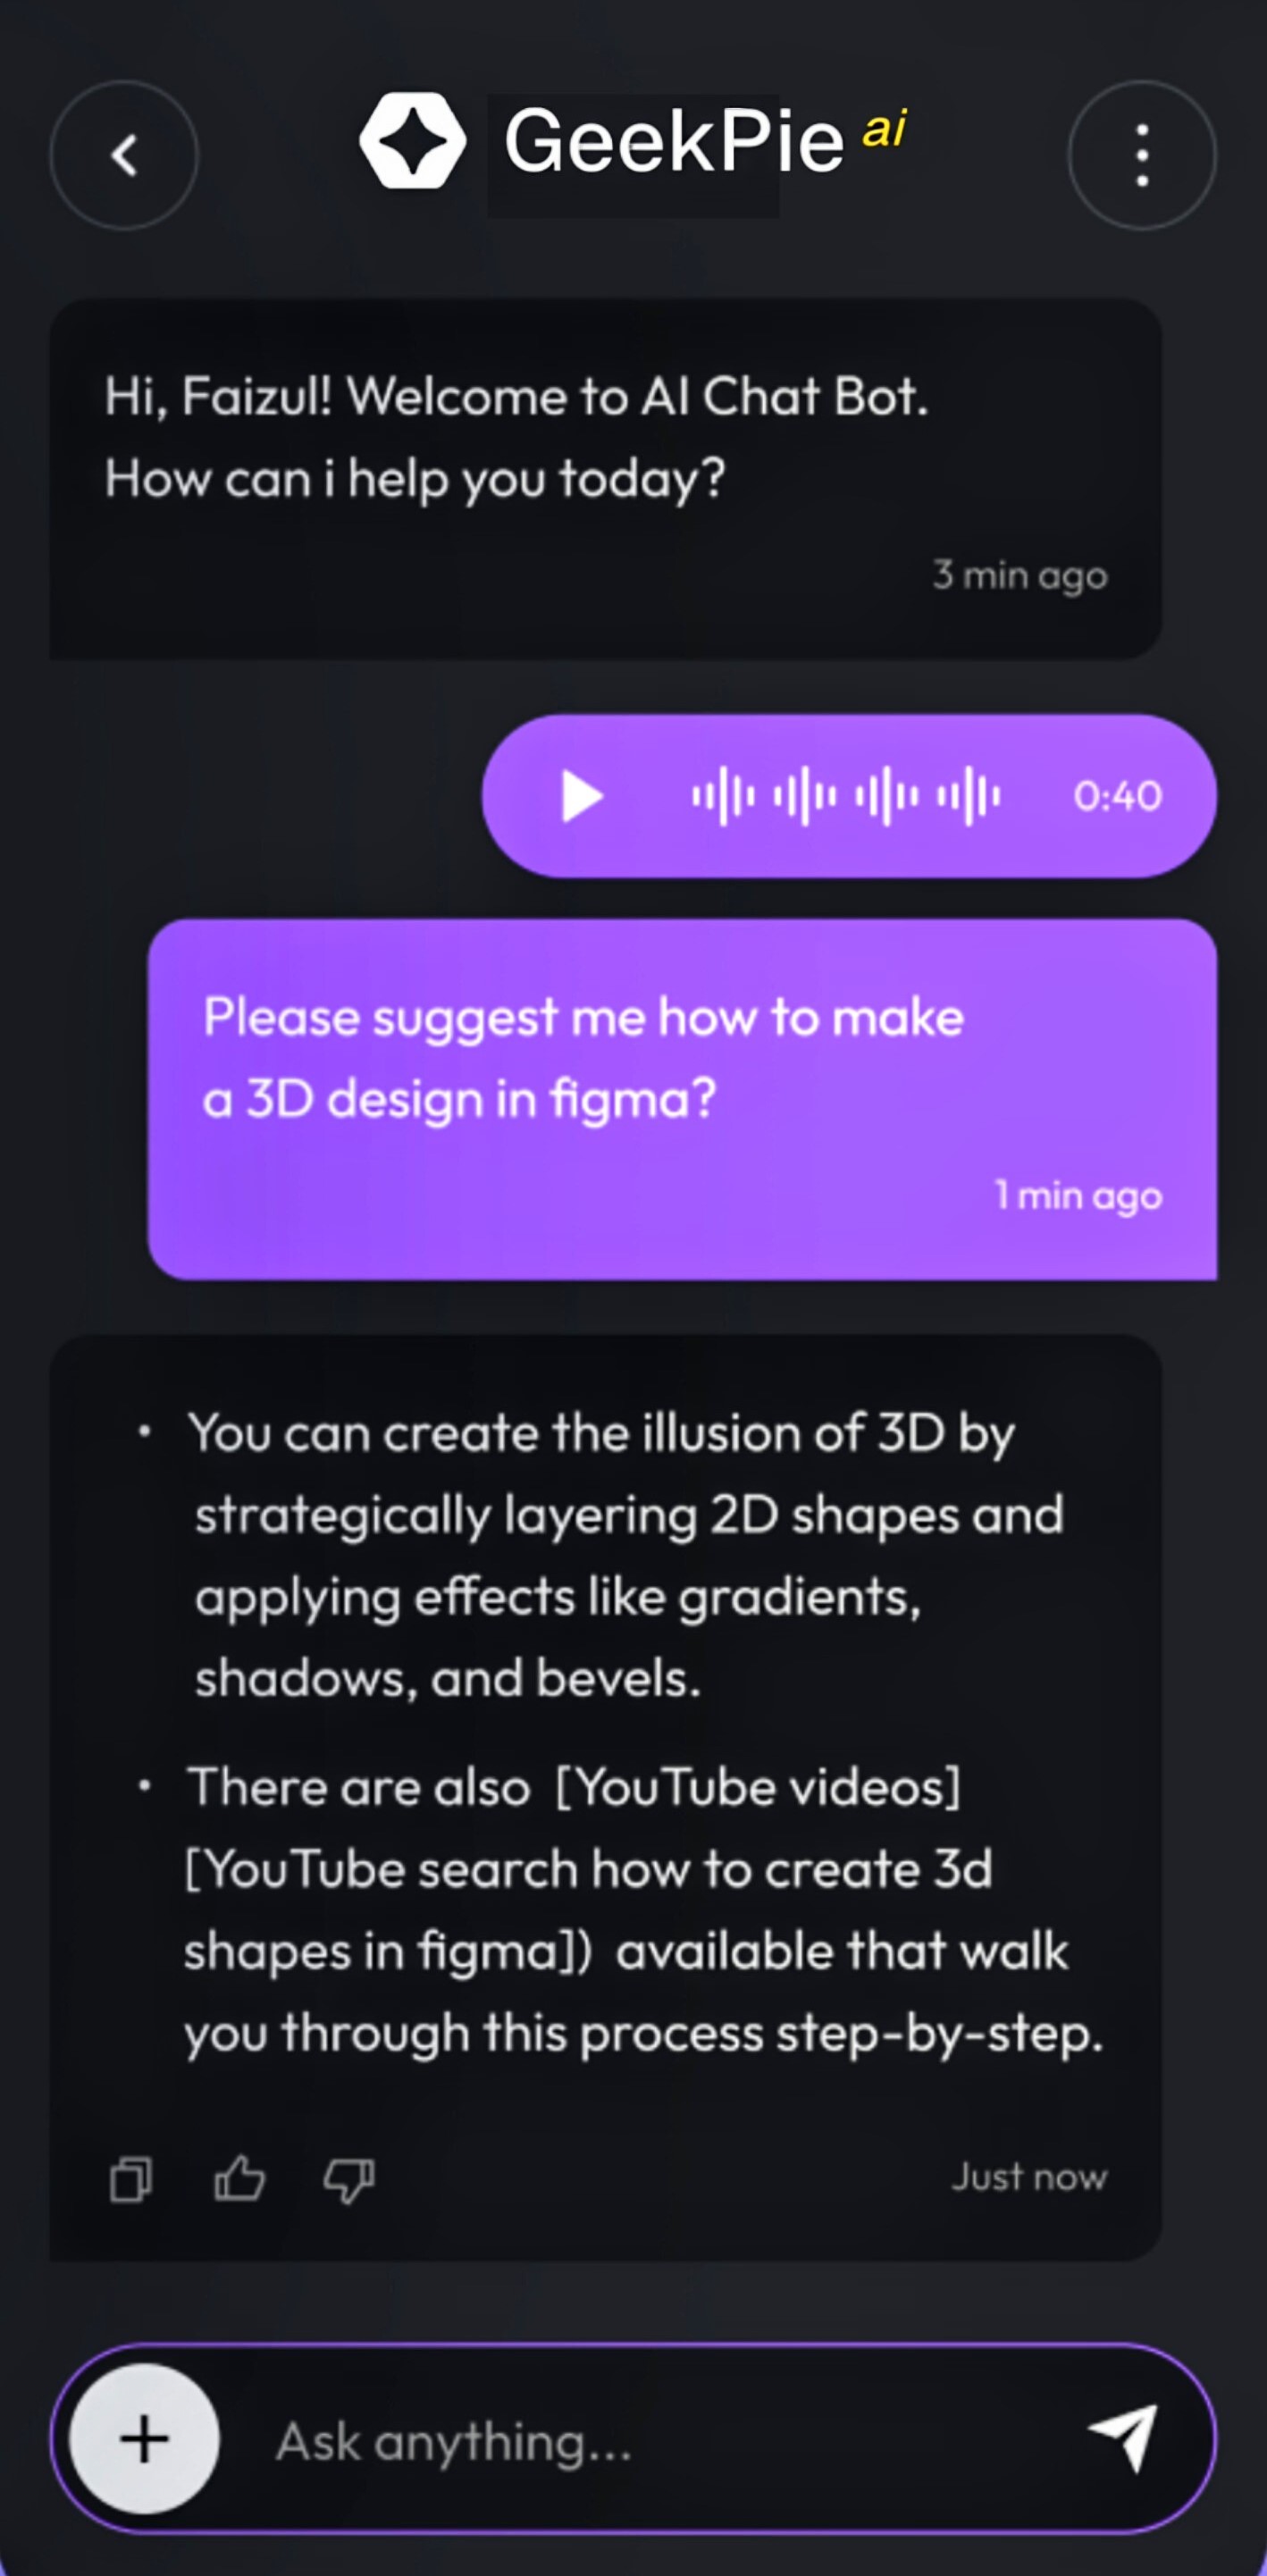 GeekPie ai
Hi, Faizul! Welcome to AI Chat Bot.
How can i help you today?
3 min ago
0:40
Please suggest me how to make
a 3D design in figma?
1 min ago
• You can create the illusion of 3D by
strategically layering 2D shapes and
applying effects like gradients,
shadows, and bevels.
• There are also [YouTube videos]
[YouTube search how to create 3d
shapes in figma]) available that walk
you through this process step-by-step.
Just now
Ask anything...